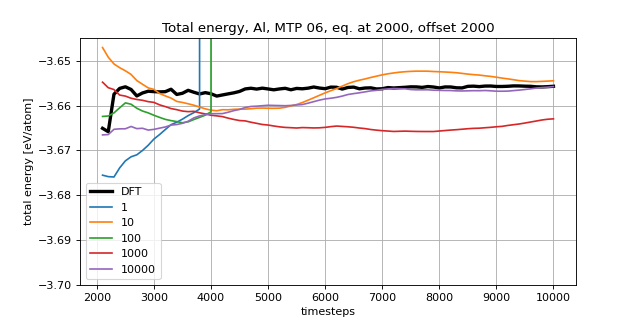 Total energy, Al, MTP 06, eq. at 2000, offset 2000
total energy [eV/atom]
−3.65
−3.66
−3.67
−3.68
−3.69
−3.70
DFT
1
10
100
1000
10000
2000 3000 4000 5000 6000 7000 8000 9000 10000
timesteps